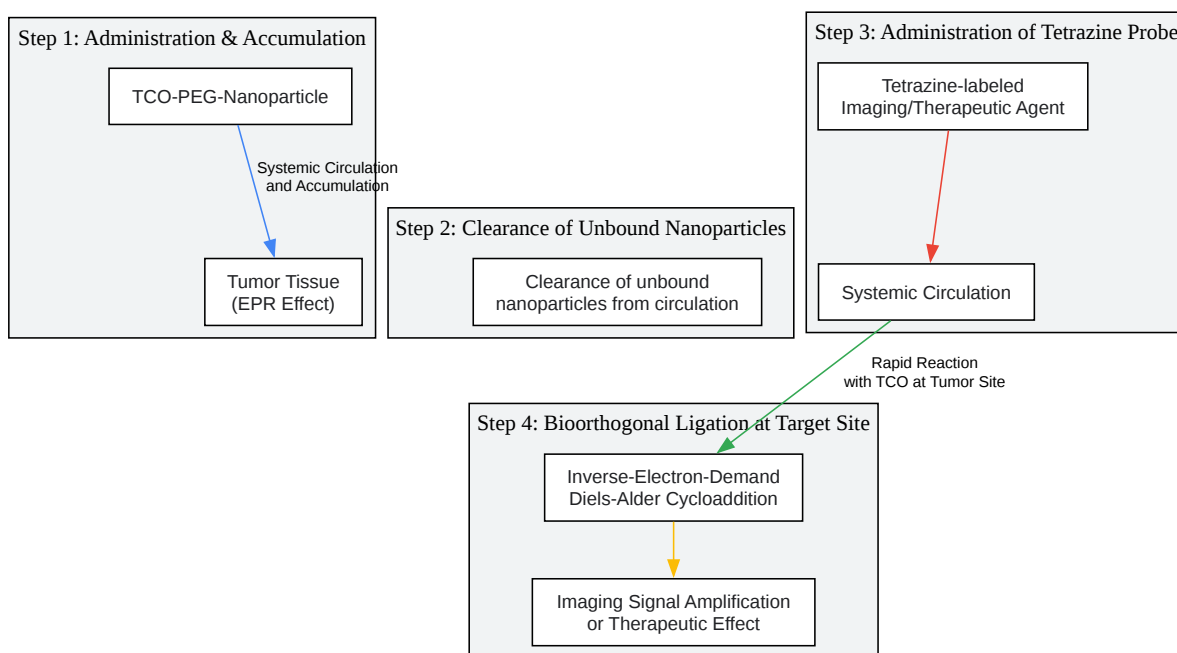 Step 1: Administration & Accumulation
TCO-PEG-Nanoparticle
Systemic Circulation
and Accumulation
Tumor Tissue
(EPR Effect)
Step 2: Clearance of Unbound Nanoparticles
Clearance of unbound
nanoparticles from circulation
Step 3: Administration of Tetrazine Probe
Tetrazine-labeled
Imaging/Therapeutic Agent
Systemic Circulation
Rapid Reaction
with TCO at Tumor Site
Step 4: Bioorthogonal Ligation at Target Site
Inverse-Electron-Demand
Diels-Alder Cycloaddition
Imaging Signal Amplification
or Therapeutic Effect